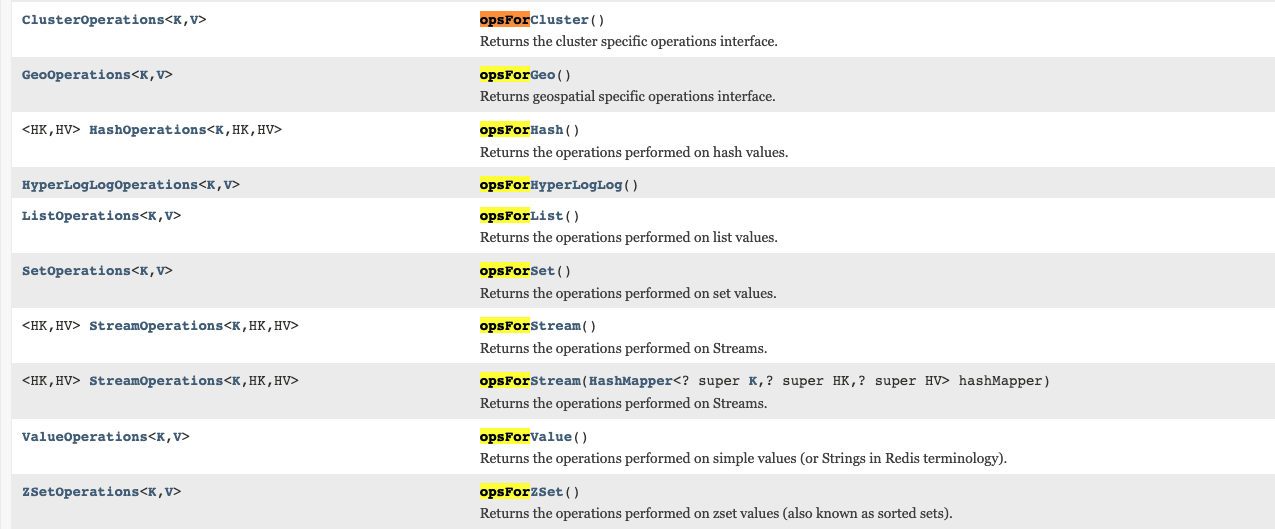 ClusterOperations<K,V> opsForCluster()
Returns the cluster specific operations interface.
GeoOperations<K,V> opsForGeo()
Returns geospatial specific operations interface.
<HK,HV> HashOperations<K,HK,HV> opsForHash()
Returns the operations performed on hash values.
HyperLogLogOperations<K,V> opsForHyperLogLog()
ListOperations<K,V> opsForList()
Returns the operations performed on list values.
SetOperations<K,V> opsForSet()
Returns the operations performed on set values.
<HK,HV> StreamOperations<K,HK,HV> opsForStream()
Returns the operations performed on Streams.
<HK,HV> StreamOperations<K,HK,HV> opsForStream(HashMapper<? super K,? super HK,? super HV> hashMapper)
Returns the operations performed on Streams.
ValueOperations<K,V> opsForValue()
Returns the operations performed on simple values (or Strings in Redis terminology).
ZSetOperations<K,V> opsForZSet()
Returns the operations performed on zset values (also known as sorted sets).